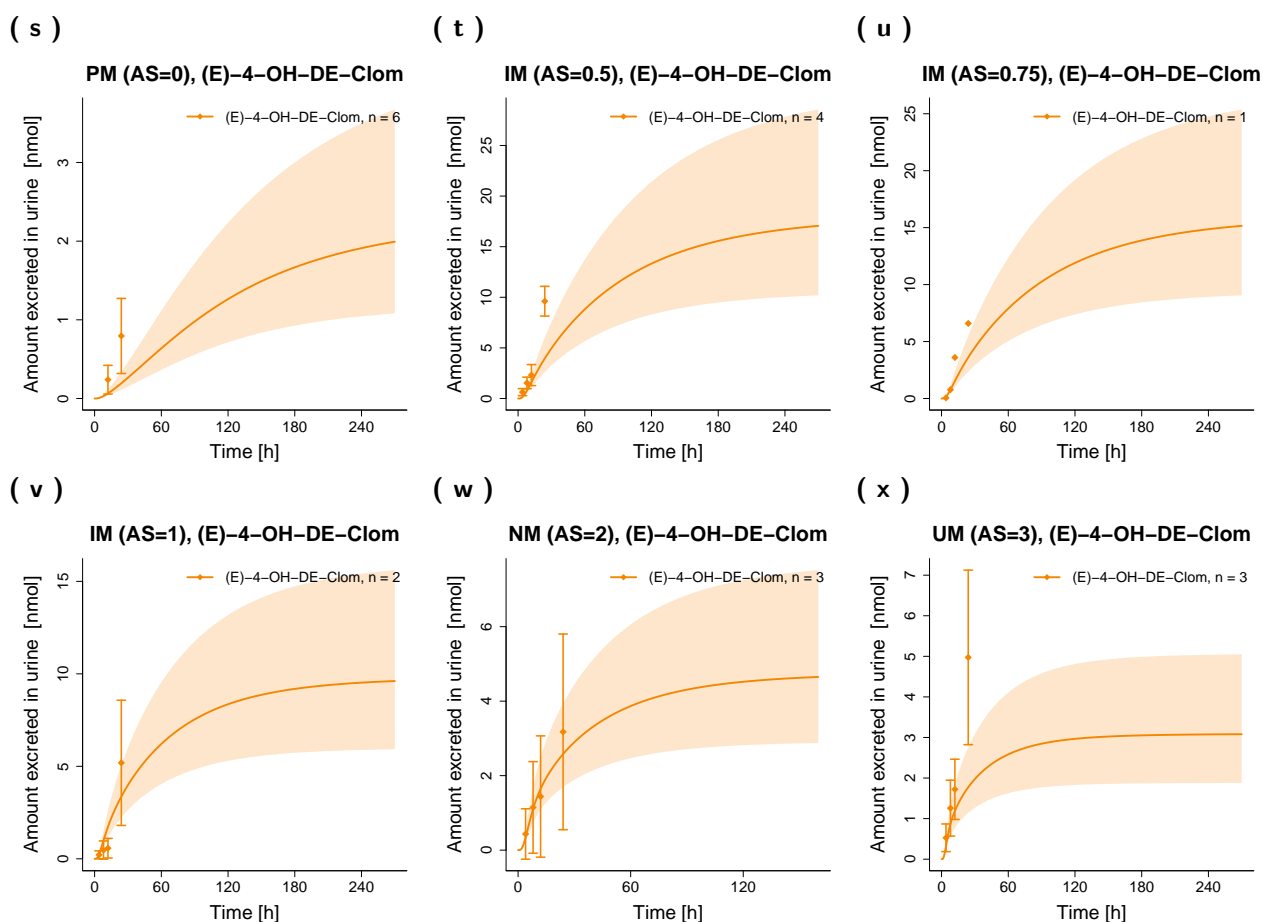 ( s )
PM (AS=0), (E)−4−OH−DE−Clom
(E)−4−OH−DE−Clom, n = 6
Amount excreted in urine [nmol]
3
2
1
0
0 60 120 180 240
Time [h]
( t )
IM (AS=0.5), (E)−4−OH−DE−Clom
(E)−4−OH−DE−Clom, n = 4
Amount excreted in urine [nmol]
25
20
15
10
5
0
0 60 120 180 240
Time [h]
( u )
IM (AS=0.75), (E)−4−OH−DE−Clom
(E)−4−OH−DE−Clom, n = 1
Amount excreted in urine [nmol]
25
20
15
10
5
0
0 60 120 180 240
Time [h]
( v )
IM (AS=1), (E)−4−OH−DE−Clom
(E)−4−OH−DE−Clom, n = 2
Amount excreted in urine [nmol]
15
10
5
0
0 60 120 180 240
Time [h]
( w )
NM (AS=2), (E)−4−OH−DE−Clom
(E)−4−OH−DE−Clom, n = 3
Amount excreted in urine [nmol]
6
4
2
0
0 60 120
Time [h]
( x )
UM (AS=3), (E)−4−OH−DE−Clom
(E)−4−OH−DE−Clom, n = 3
Amount excreted in urine [nmol]
7
6
5
4
3
2
1
0
0 60 120 180 240
Time [h]